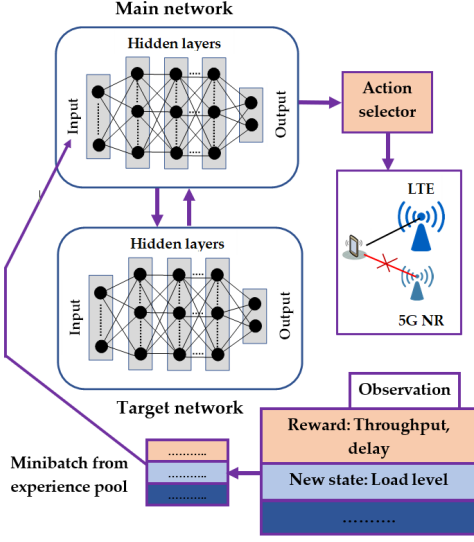 Main network
Hidden layers
Input
....
....
Output
Action
selector
LTE
5G NR
Hidden layers
Input
....
....
Output
Target network
Observation
Reward: Throughput,
delay
New state: Load level
..........
Minibatch from
experience pool
...........
...........
...........